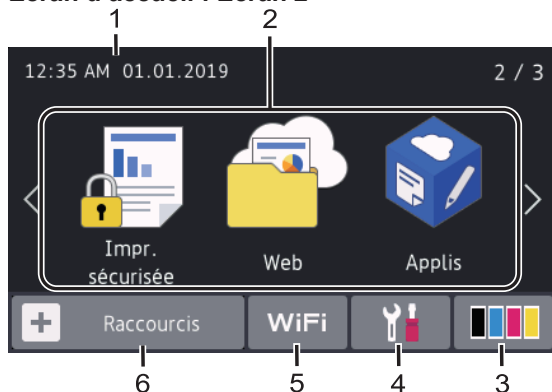 Écran d'accueil : Écran 2
1 2
12:35 AM 01.01.2019 2 / 3
Impr.
sécurisée
Web
Applis
Raccourcis
WiFi
6 5 4 3